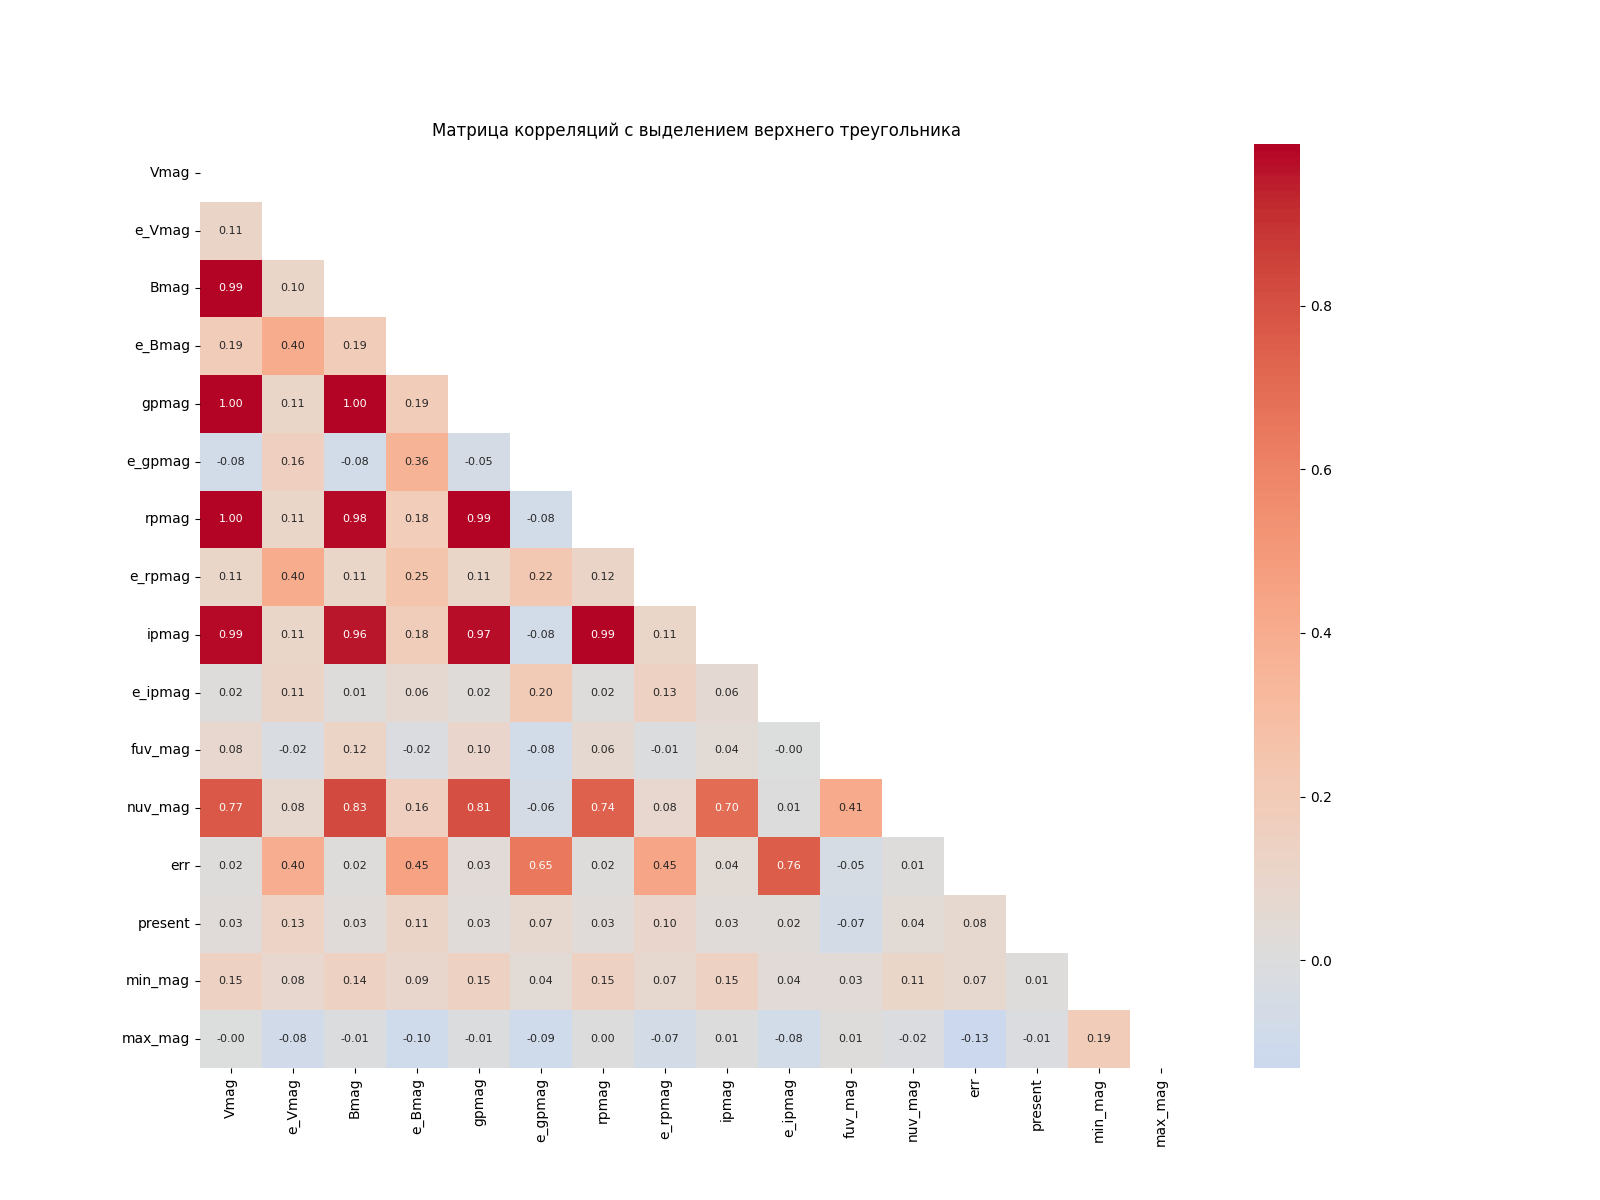 Матрица корреляций с выделением верхнего треугольника
Vmag
e_Vmag 0.11
Bmag 0.99 0.10
e_Bmag 0.19 0.40 0.19
gpmag 1.00 0.11 1.00 0.19
e_gpmag -0.08 0.16 -0.08 0.36 -0.05
rpmag 1.00 0.11 0.98 0.18 0.99 -0.08
e_rpmag 0.11 0.40 0.11 0.25 0.11 0.22 0.12
ipmag 0.99 0.11 0.96 0.18 0.97 -0.08 0.99 0.11
e_ipmag 0.02 0.11 0.01 0.06 0.02 0.20 0.02 0.13 0.06
fuv_mag 0.08 -0.02 0.12 -0.02 0.10 -0.08 0.06 -0.01 0.04 -0.00
nuv_mag 0.77 0.08 0.83 0.16 0.81 -0.06 0.74 0.08 0.70 0.01 0.41
err 0.02 0.40 0.02 0.45 0.03 0.65 0.02 0.45 0.04 0.76 -0.05 0.01
present 0.03 0.13 0.03 0.11 0.03 0.07 0.03 0.10 0.03 0.02 -0.07 0.04 0.08
min_mag 0.15 0.08 0.14 0.09 0.15 0.04 0.15 0.07 0.15 0.04 0.03 0.11 0.07 0.01
max_mag -0.00 -0.08 -0.01 -0.10 -0.01 -0.09 0.00 -0.07 0.01 -0.08 0.01 -0.02 -0.13 -0.01 0.19
Vmag e_Vmag Bmag e_Bmag gpmag e_gpmag rpmag e_rpmag ipmag e_ipmag fuv_mag nuv_mag err present min_mag max_mag
0.8
0.6
0.4
0.2
0.0